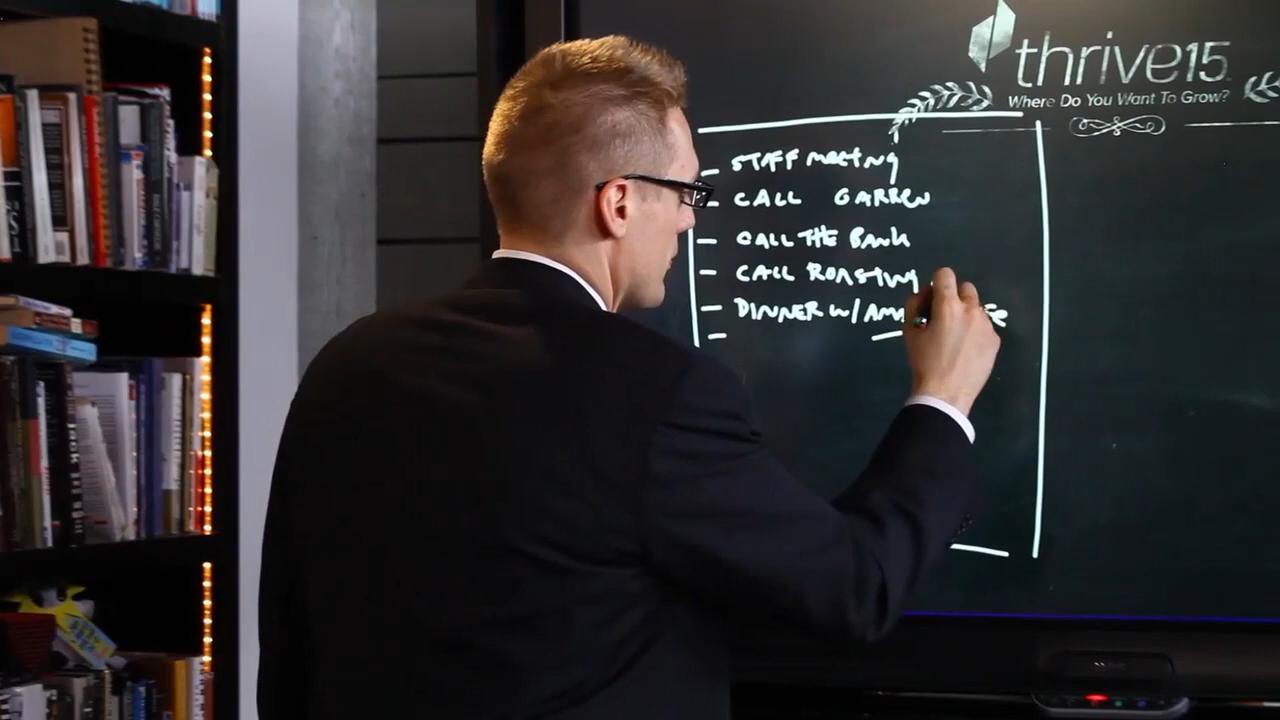 thrive15
Where Do You Want To Grow?
- STAFF MEETING
- CALL GARREN
- CALL THE BANK
- CALL ROASTING
- DINNER W/
-